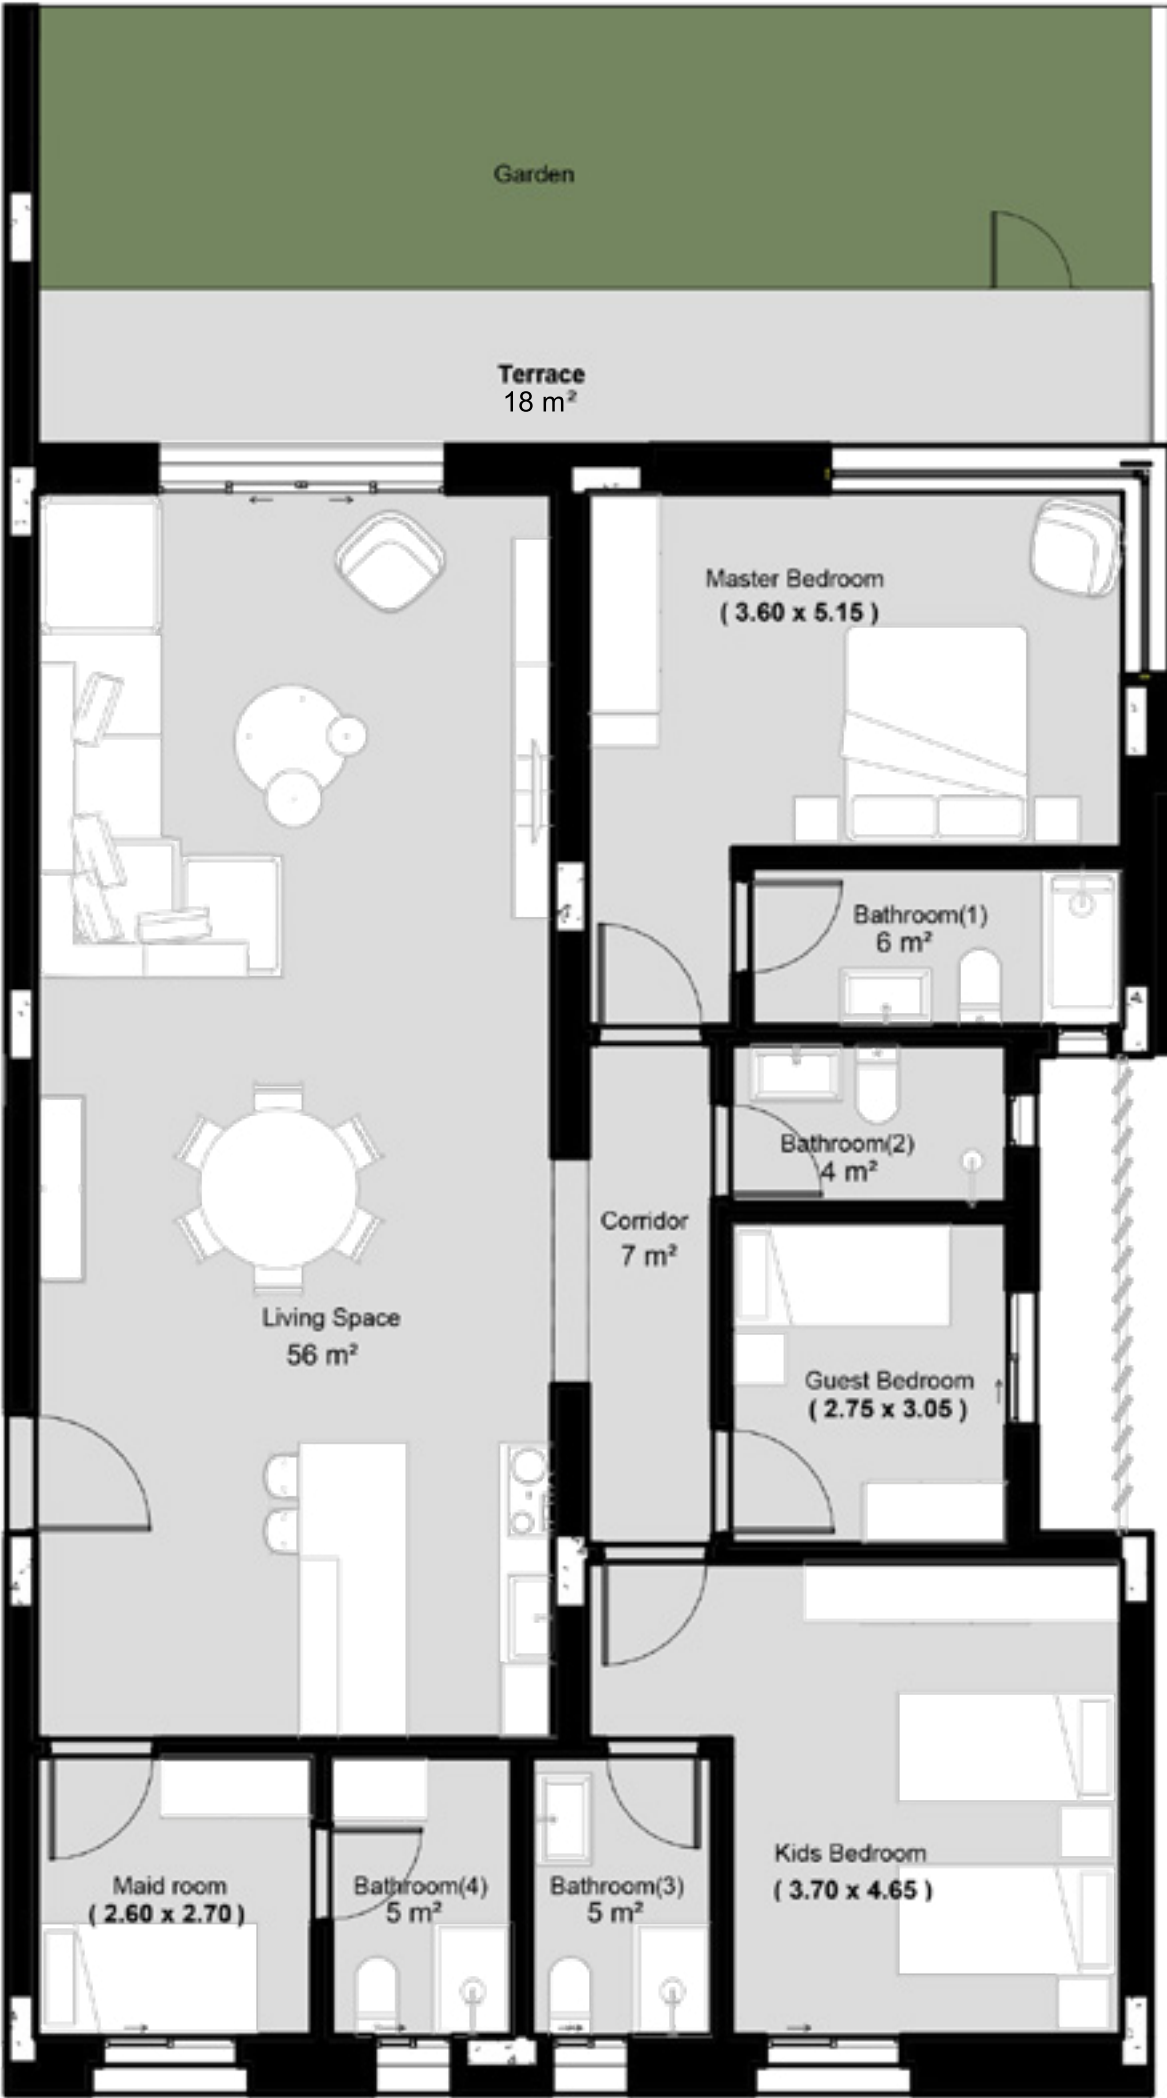 Garden
Terrace
18 m²
Master Bedroom
( 3.60 x 5.15 )
Bathroom(1)
6 m²
Bathroom(2)
4 m²
Corridor
7 m²
Living Space
56 m²
Guest Bedroom
( 2.75 x 3.05 )
Kids Bedroom
( 3.70 x 4.65 )
Maid room
( 2.60 x 2.70 )
Bathroom(4)
5 m²
Bathroom(3)
5 m²